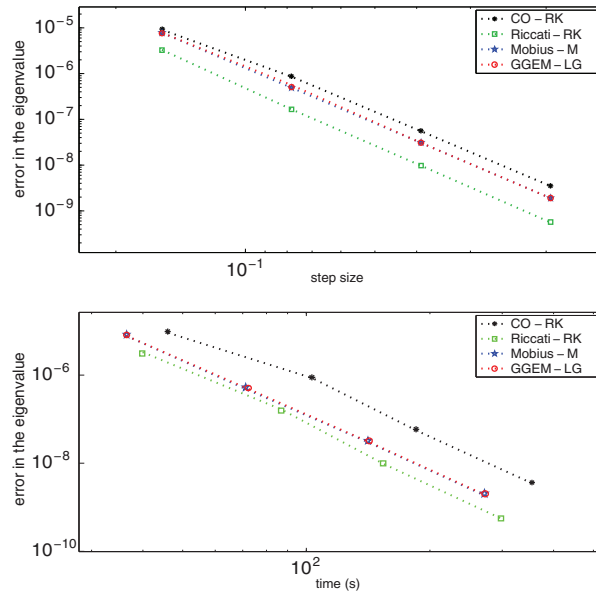 10^-5
10^-6
10^-7
10^-8
10^-9
error in the eigenvalue
CO – RK
Riccati – RK
Mobius – M
GGEM – LG
10^-1
step size
10^-6
10^-8
10^-10
error in the eigenvalue
CO – RK
Riccati – RK
Mobius – M
GGEM – LG
10^2
time (s)